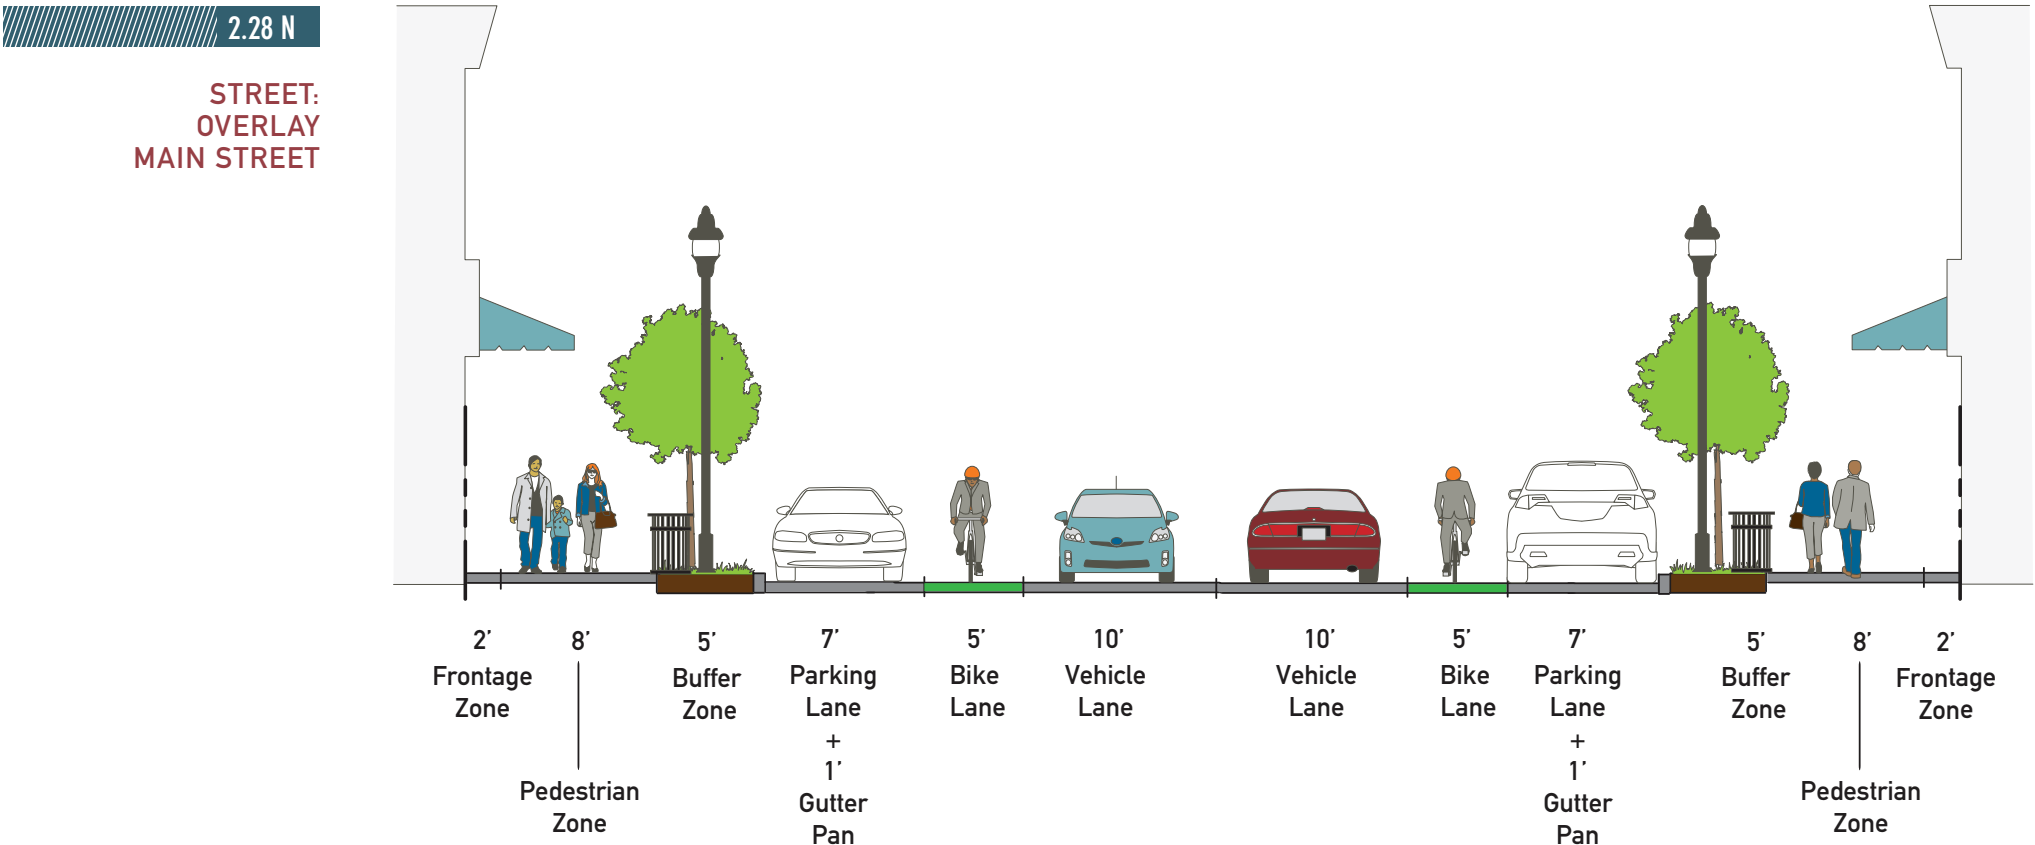 2.28 N
STREET:
OVERLAY
MAIN STREET
2’
Frontage
Zone
8’
Pedestrian
Zone
5’
Buffer
Zone
7’
Parking
Lane
+
1’
Gutter
Pan
5’
Bike
Lane
10’
Vehicle
Lane
10’
Vehicle
Lane
5’
Bike
Lane
7’
Parking
Lane
+
1’
Gutter
Pan
5’
Buffer
Zone
8’
Pedestrian
Zone
2’
Frontage
Zone